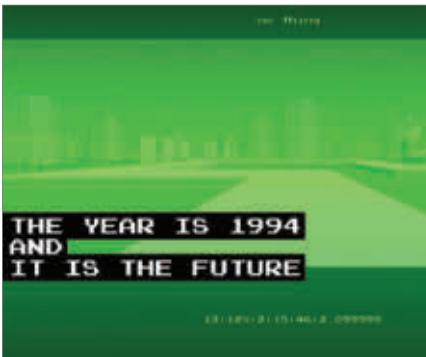 THE YEAR IS 1994
AND
IT IS THE FUTURE